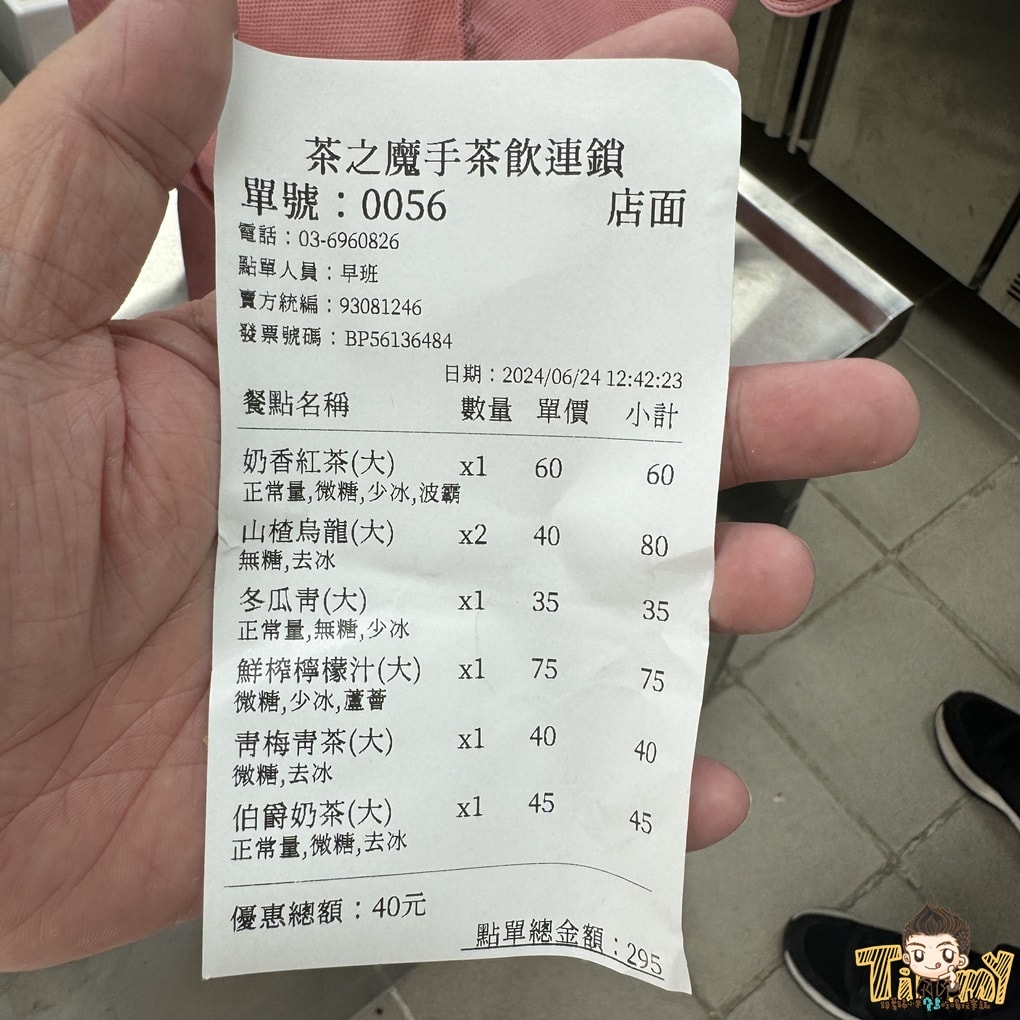 茶之魔手茶飲連鎖
單號：0056 店面
電話：03-6960826
點單人員：早班
賣方統編：93081246
發票號碼：BP56136484
日期：2024/06/24 12:42:23
餐點名稱 數量 單價 小計
奶香紅茶(大) x1 60 60
正常量,微糖,少冰,波霸
山楂烏龍(大) x2 40 80
無糖,去冰
冬瓜青(大) x1 35 35
正常量,無糖,少冰
鮮榨檸檬汁(大) x1 75 75
微糖,少冰,蘆薈
青梅青茶(大) x1 40 40
微糖,去冰
伯爵奶茶(大) x1 45 45
正常量,微糖,去冰
優惠總額：40元
點單總金額：295
Timmy